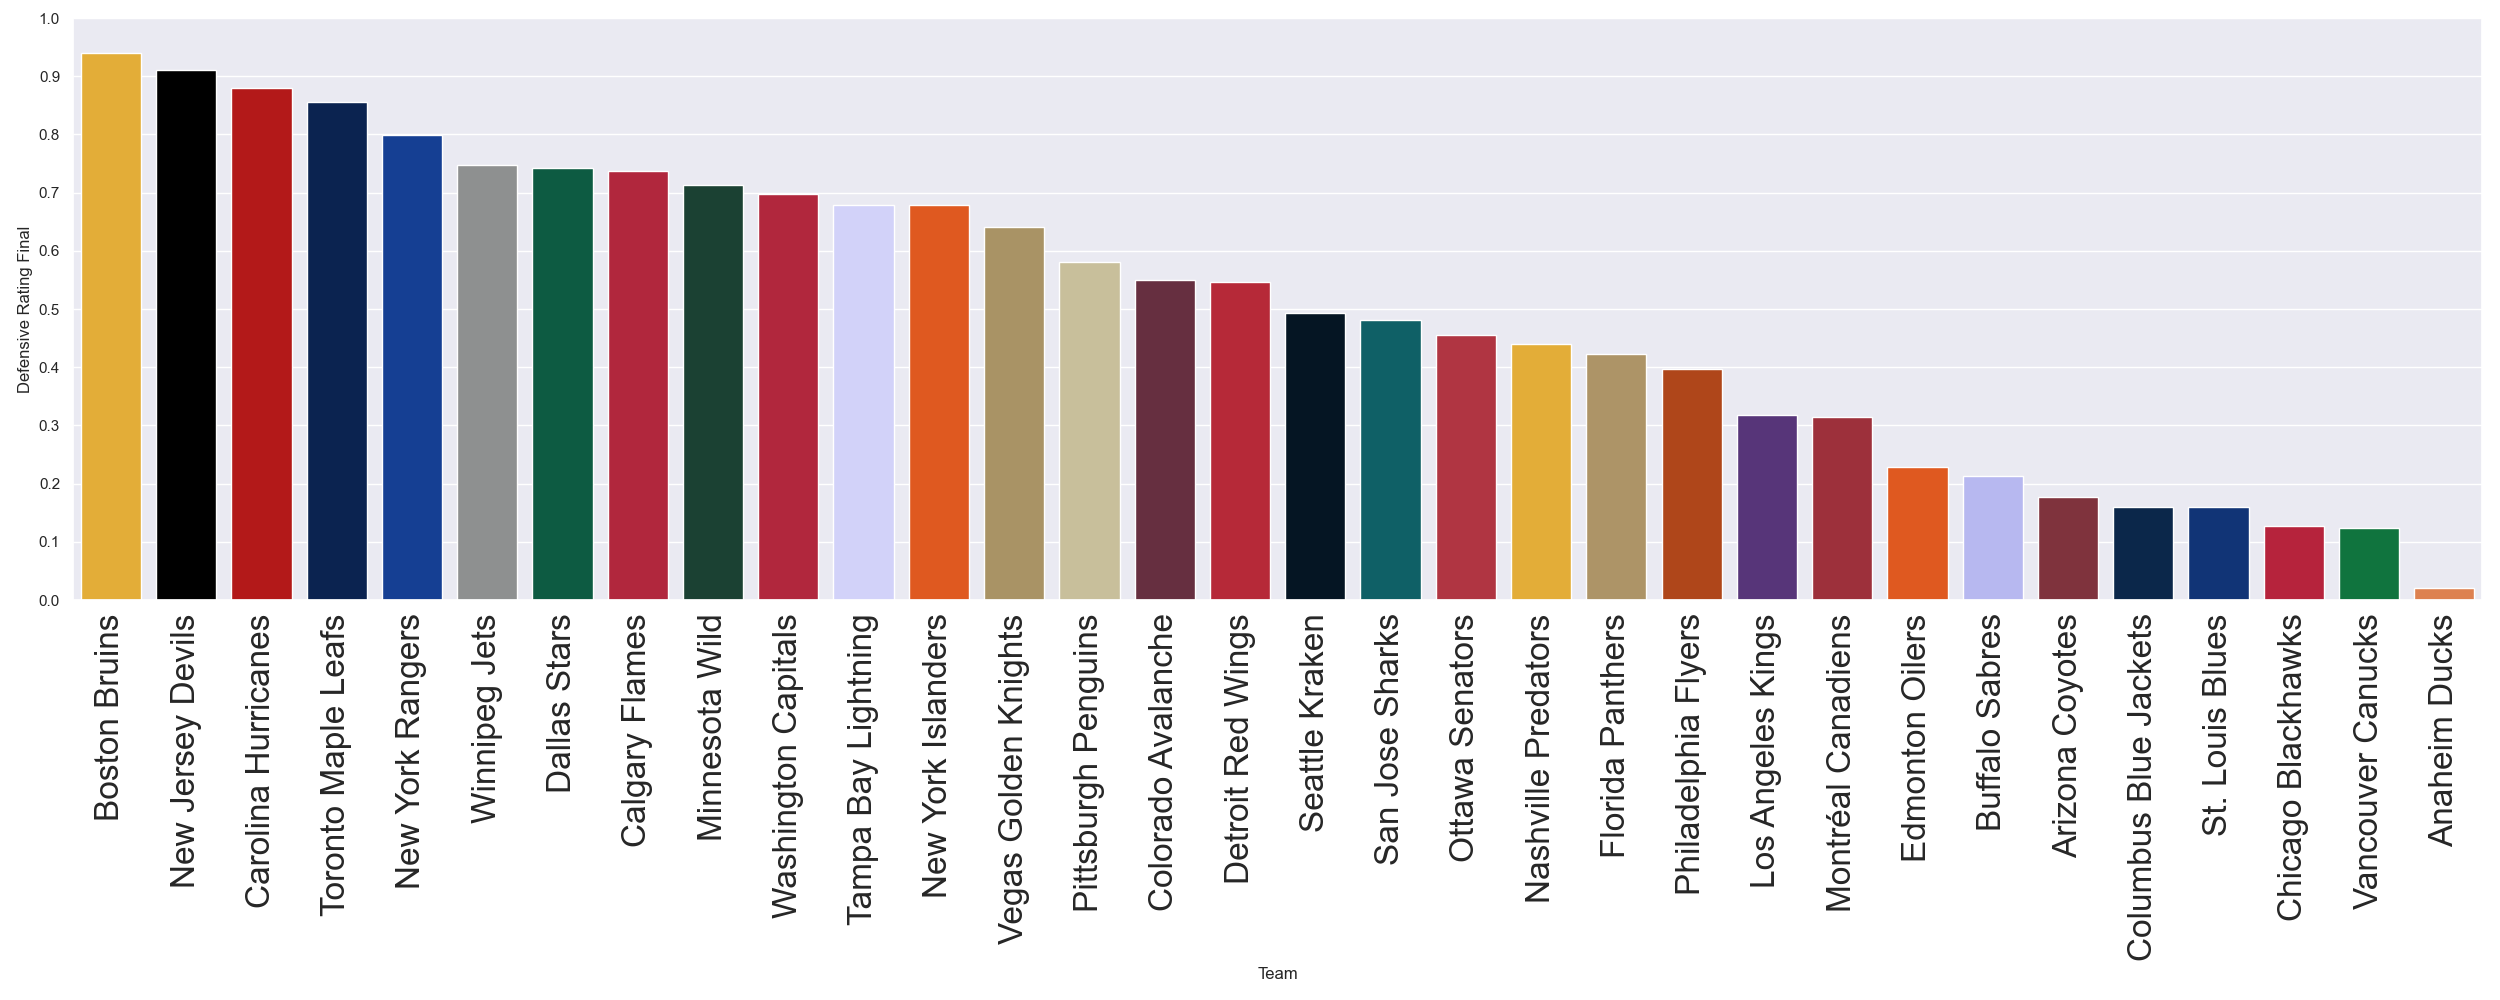 1.0
0.9
0.8
0.7
0.6
0.5
0.4
0.3
0.2
0.1
0.0
Defensive Rating Final
Boston Bruins
New Jersey Devils
Carolina Hurricanes
Toronto Maple Leafs
New York Rangers
Winnipeg Jets
Dallas Stars
Calgary Flames
Minnesota Wild
Washington Capitals
Tampa Bay Lightning
New York Islanders
Vegas Golden Knights
Pittsburgh Penguins
Colorado Avalanche
Detroit Red Wings
Seattle Kraken
San Jose Sharks
Ottawa Senators
Nashville Predators
Florida Panthers
Philadelphia Flyers
Los Angeles Kings
Montréal Canadiens
Edmonton Oilers
Buffalo Sabres
Arizona Coyotes
Columbus Blue Jackets
St. Louis Blues
Chicago Blackhawks
Vancouver Canucks
Anaheim Ducks
Team